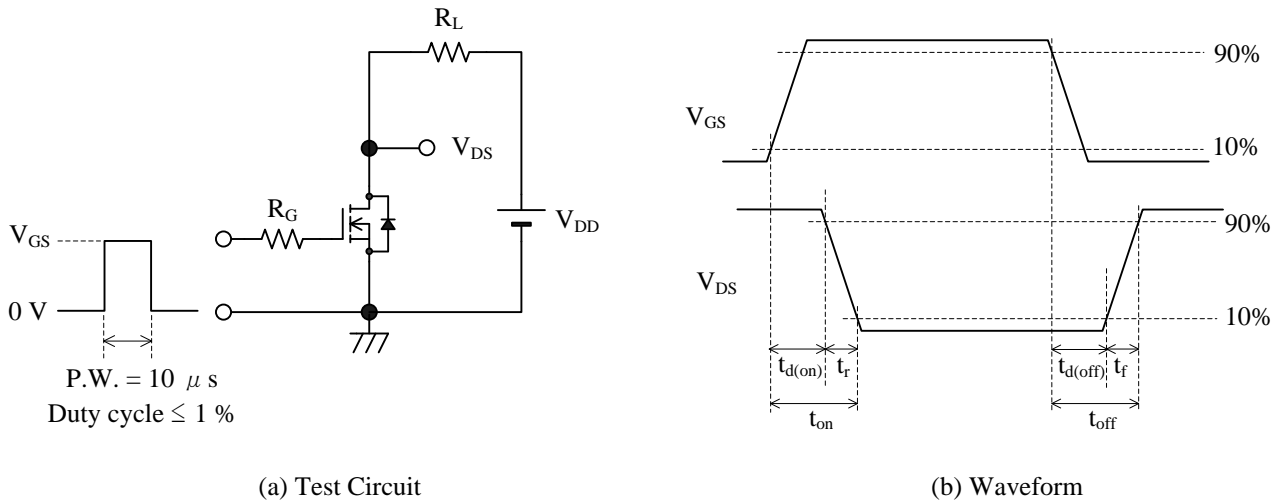 R_L
V_DS
R_G
V_DD
V_GS
0 V
P.W. = 10 μ s
Duty cycle ≤ 1 %
(a) Test Circuit
90%
V_GS
10%
90%
V_DS
10%
t_d(on) t_r t_d(off) t_f
t_on t_off
(b) Waveform